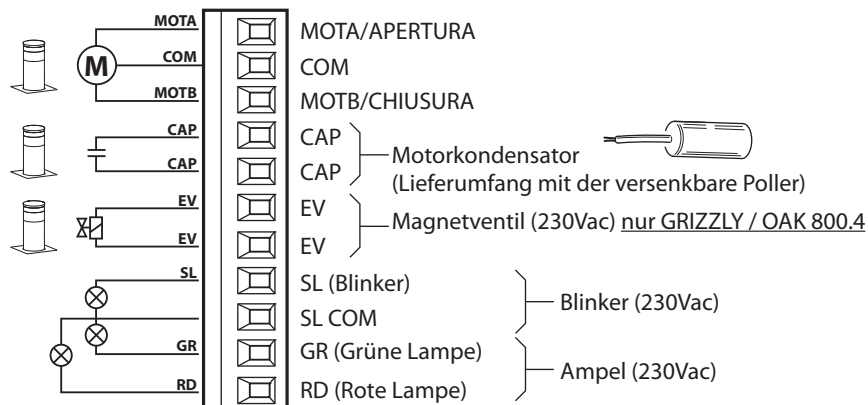 MOTA MOTA/APERTURA
M COM COM
MOTB MOTB/CHIUSURA
CAP CAP
Motorkondensator
CAP CAP
(Lieferumfang mit der versenkbare Poller)
EV EV
Magnetventil (230Vac) nur GRIZZLY / OAK 800.4
EV EV
SL SL (Blinker)
Blinker (230Vac)
SL COM
GR GR (Grüne Lampe)
Ampel (230Vac)
RD RD (Rote Lampe)